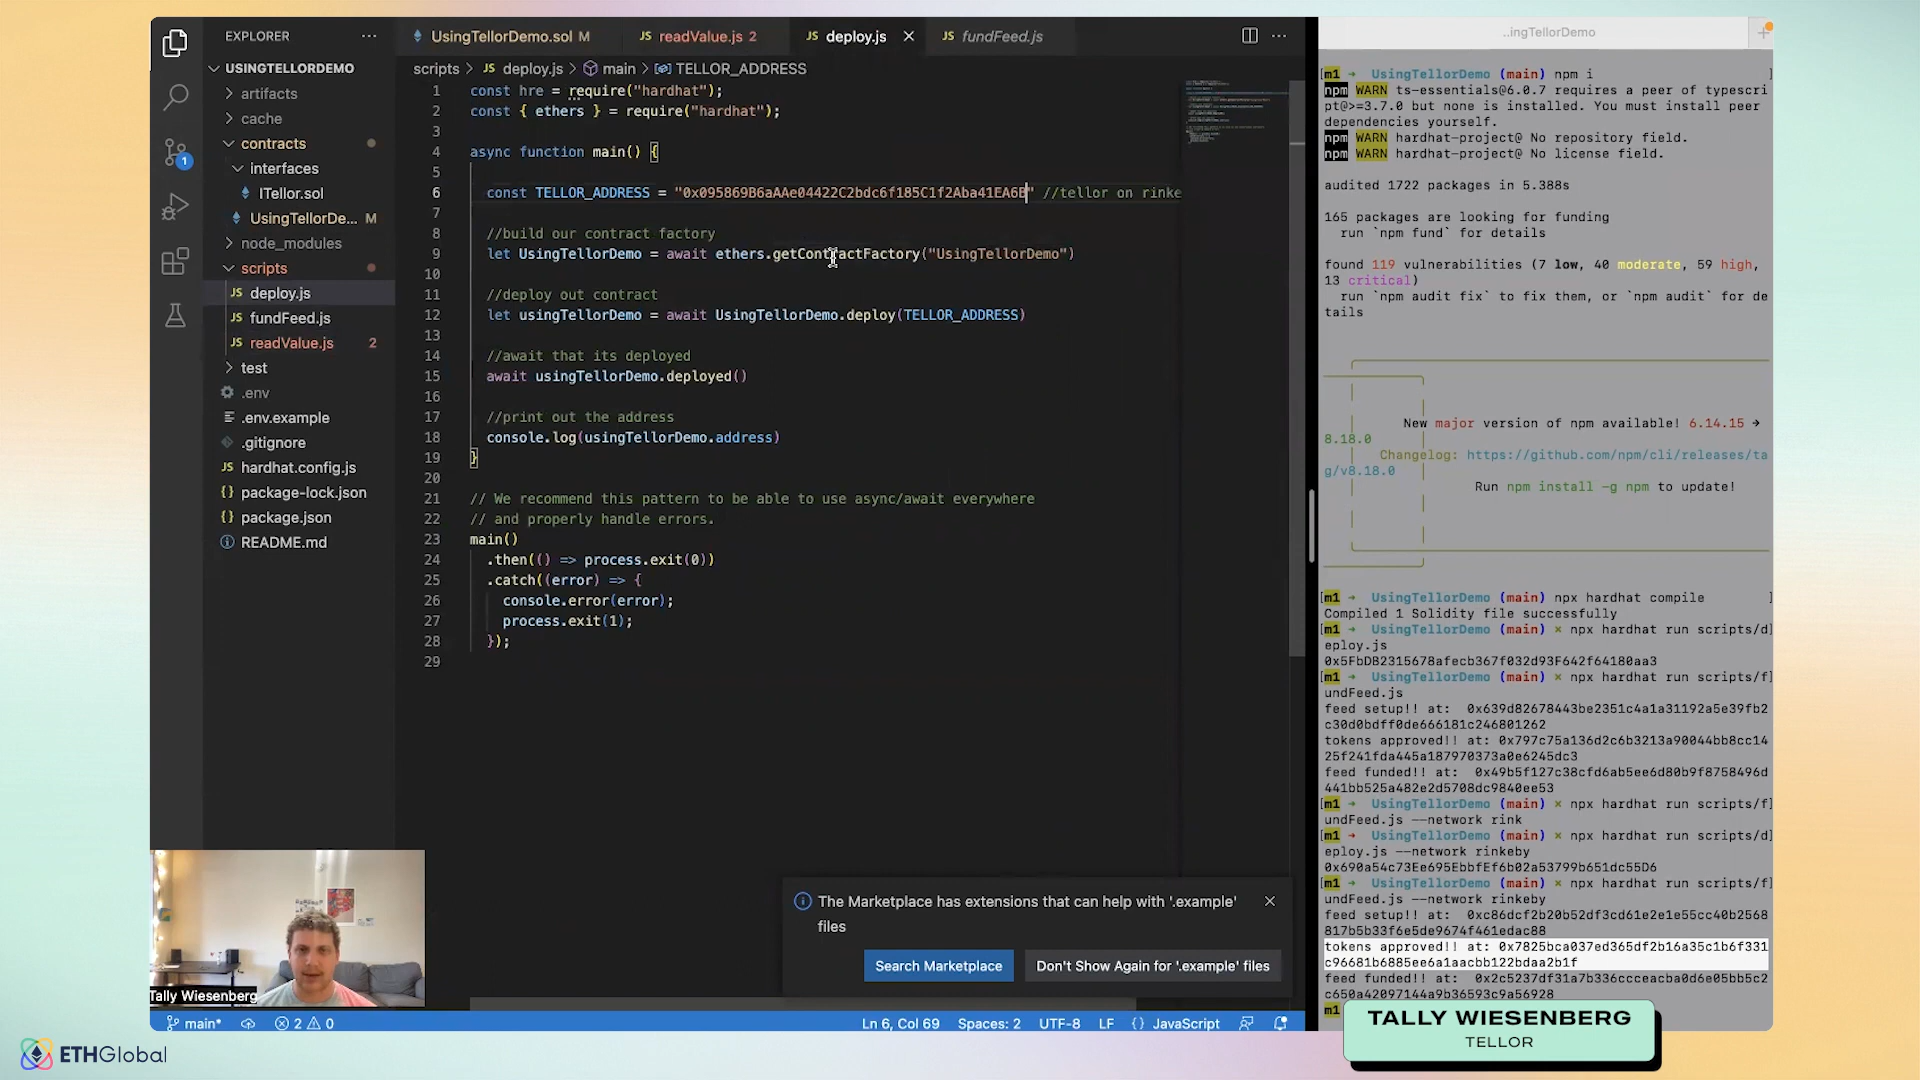 EXPLORER
USINGTELLORDEMO
artifacts
cache
contracts
interfaces
ITellor.sol
UsingTellorDe... M
node_modules
scripts
JS deploy.js
JS fundFeed.js
JS readValue.js 2
test
.env
.env.example
.gitignore
JS hardhat.config.js
{} package-lock.json
{} package.json
README.md
1
UsingTellorDemo.sol M
JS readValue.js 2
JS deploy.js
JS fundFeed.js
scripts > JS deploy.js > main > TELLOR_ADDRESS
1 const hre = require("hardhat");
2 const { ethers } = require("hardhat");
3
4 async function main() {
5
6 const TELLOR_ADDRESS = "0x095869B6aAAe04422C2bdc6f185C1f2Aba41EA6B" //tellor on rinke
7
8 //build our contract factory
9 let UsingTellorDemo = await ethers.getContractFactory("UsingTellorDemo")
10
11 //deploy out contract
12 let usingTellorDemo = await UsingTellorDemo.deploy(TELLOR_ADDRESS)
13
14 //await that its deployed
15 await usingTellorDemo.deployed()
16
17 //print out the address
18 console.log(usingTellorDemo.address)
19 }
20
21 // We recommend this pattern to be able to use async/await everywhere
22 // and properly handle errors.
23 main()
24 .then(() => process.exit(0))
25 .catch((error) => {
26 console.error(error);
27 process.exit(1);
28 });
29
The Marketplace has extensions that can help with '.example'
files
Search Marketplace
Don't Show Again for '.example' files
main*
2 0
Ln 6, Col 69
Spaces: 2
UTF-8
LF
{} JavaScript
..ingTellorDemo
[m1 → UsingTellorDemo (main) npm i ]
npm WARN ts-essentials@6.0.7 requires a peer of typescri
pt@>=3.7.0 but none is installed. You must install peer
dependencies yourself.
npm WARN hardhat-project@ No repository field.
npm WARN hardhat-project@ No license field.
audited 1722 packages in 5.388s
165 packages are looking for funding
run `npm fund` for details
found 119 vulnerabilities (7 low, 40 moderate, 59 high,
13 critical)
run `npm audit fix` to fix them, or `npm audit` for de
tails
New major version of npm available! 6.14.15 →
8.18.0
Changelog: https://github.com/npm/cli/releases/ta
g/v8.18.0
Run npm install -g npm to update!
[m1 → UsingTellorDemo (main) npx hardhat compile ]
Compiled 1 Solidity file successfully
[m1 → UsingTellorDemo (main) × npx hardhat run scripts/d]
eploy.js
0x5FbDB2315678afecb367f032d93F642f64180aa3
[m1 → UsingTellorDemo (main) × npx hardhat run scripts/f]
undFeed.js
feed setup!! at: 0x639d82678443be2351c4a1a31192a5e39fb2
c30d0bdff0de666181c246801262
tokens approved!! at: 0x797c75a136d2c6b3213a90044bb8cc14
25f241fda445a187970373a0e6245dc3
feed funded!! at: 0x49b5f127c38cfd6ab5ee6d80b9f8758496d
441bb525a482e2d5708dc9840ee53
[m1 → UsingTellorDemo (main) × npx hardhat run scripts/f]
undFeed.js --network rink
[m1 → UsingTellorDemo (main) × npx hardhat run scripts/d]
eploy.js --network rinkeby
0x690a54c73Ee695EbbfEf6b02a53799b651dc55D6
[m1 → UsingTellorDemo (main) × npx hardhat run scripts/f]
undFeed.js --network rinkeby
feed setup!! at: 0xc86dcf2b20b52df3cd61e2e1e55cc40b2568
817b5b33f6e5de9674f461edac88
tokens approved!! at: 0x7825bca037ed365df2b16a35c1b6f331
c96681b6885ee6a1aacbb122bdaa2b1f
feed funded!! at: 0x2c5237df31a7b336ccceacba0d6e05bb5c2
c650a42097144a9b36593c9a56928
m1
Tally Wiesenberg
TALLY WIESENBERG
TELLOR
ETHGlobal